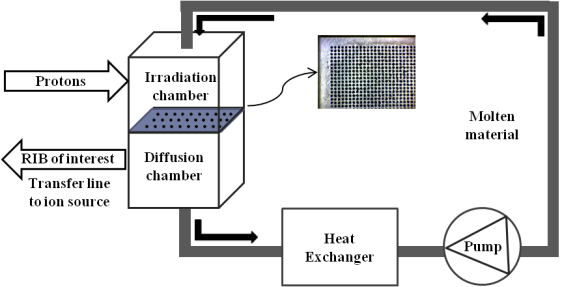 Protons
Irradiation
chamber
RIB of interest
Transfer line
to ion source
Diffusion
chamber
Molten
material
Heat
Exchanger
Pump